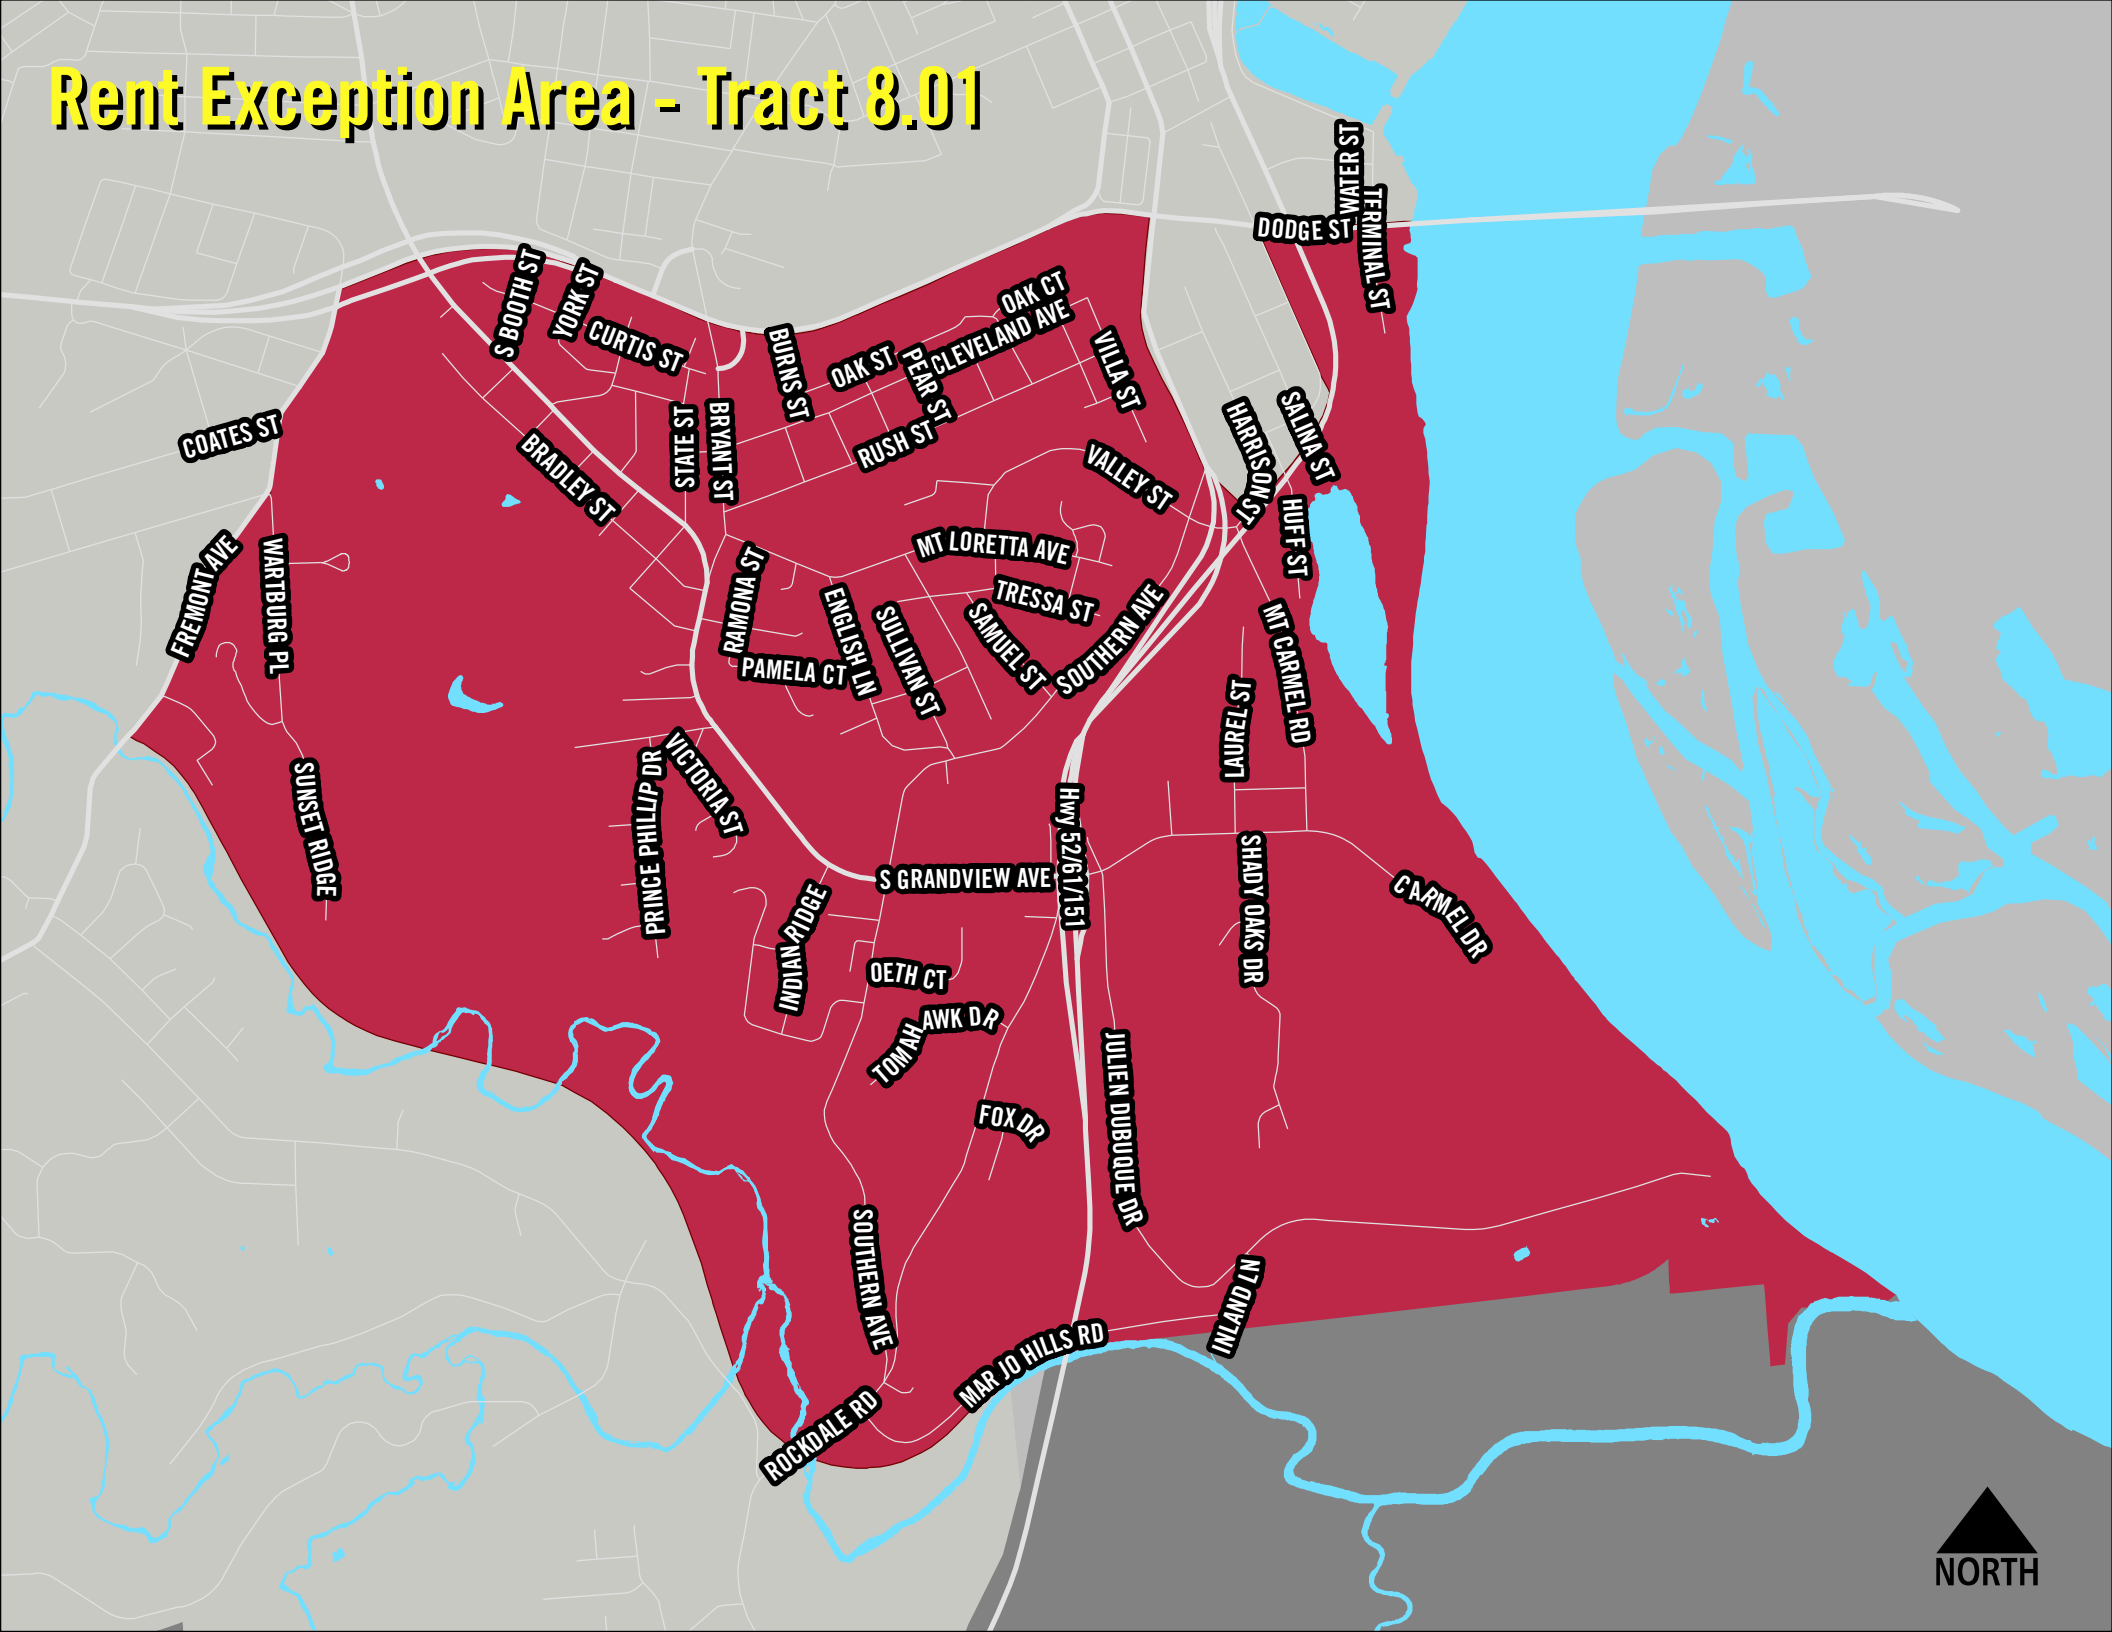 Rent Exception Area - Tract 8.01
WATER ST
TERMINAL ST
DODGE ST
S BOOTH ST
YORK ST
CURTIS ST
OAK CT
CLEVELAND AVE
BURNS ST
OAK ST
PEAR ST
VILLA ST
RUSH ST
COATES ST
STATE ST
BRYANT ST
BRADLEY ST
VALLEY ST
HARRISON ST
SALINA ST
HUFF ST
FREMONT AVE
WARTBURG PL
RAMONA ST
MT LORETTA AVE
TRESSA ST
ENGLISH LN
SULLIVAN ST
SAMUEL ST
SOUTHERN AVE
PAMELA CT
MT CARMEL RD
LAUREL ST
VICTORIA ST
PRINCE PHILLIP DR
SUNSET RIDGE
Hwy 52/61/151
S GRANDVIEW AVE
SHADY OAKS DR
CARMEL DR
INDIAN RIDGE
OETH CT
TOMAHAWK DR
FOX DR
JULIEN DUBUQUE DR
SOUTHERN AVE
INLAND LN
MAR JO HILLS RD
ROCKDALE RD
NORTH